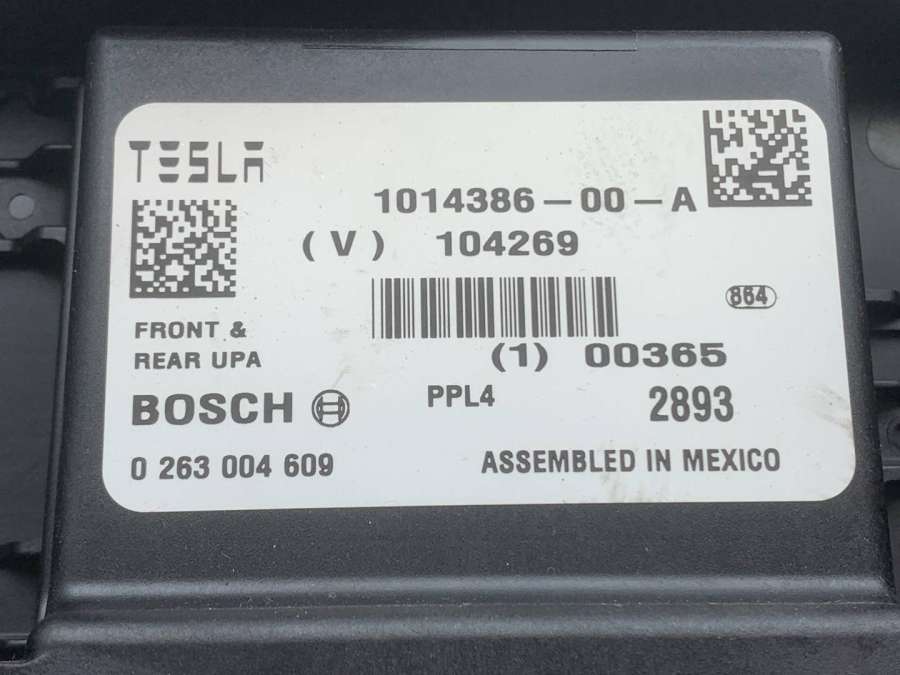 TESLA
1014386-00-A
(V) 104269
864
FRONT &
REAR UPA
(1) 00365
BOSCH
PPL4
2893
0 263 004 609
ASSEMBLED IN MEXICO